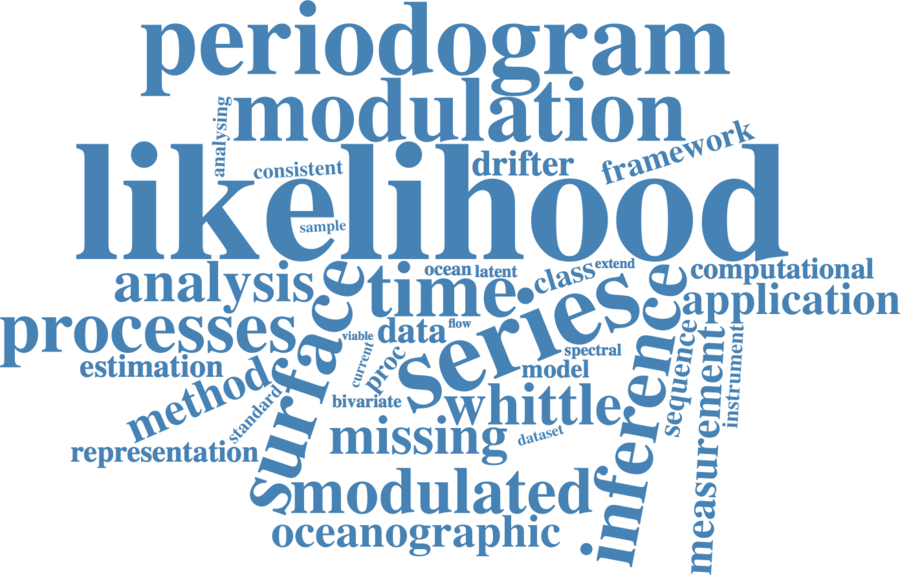 periodogram
modulation
analysing
likelihood
consistent
drifter
framework
sample
analysis
surface
time
ocean
latent
class
extend
inference
computational
application
processes
viable
data
flow
series
estimation
method
current
proc
spectral
model
sequence
measurement
instrument
standard
bivariate
whittle
representation
missing
dataset
modulated
oceanographic